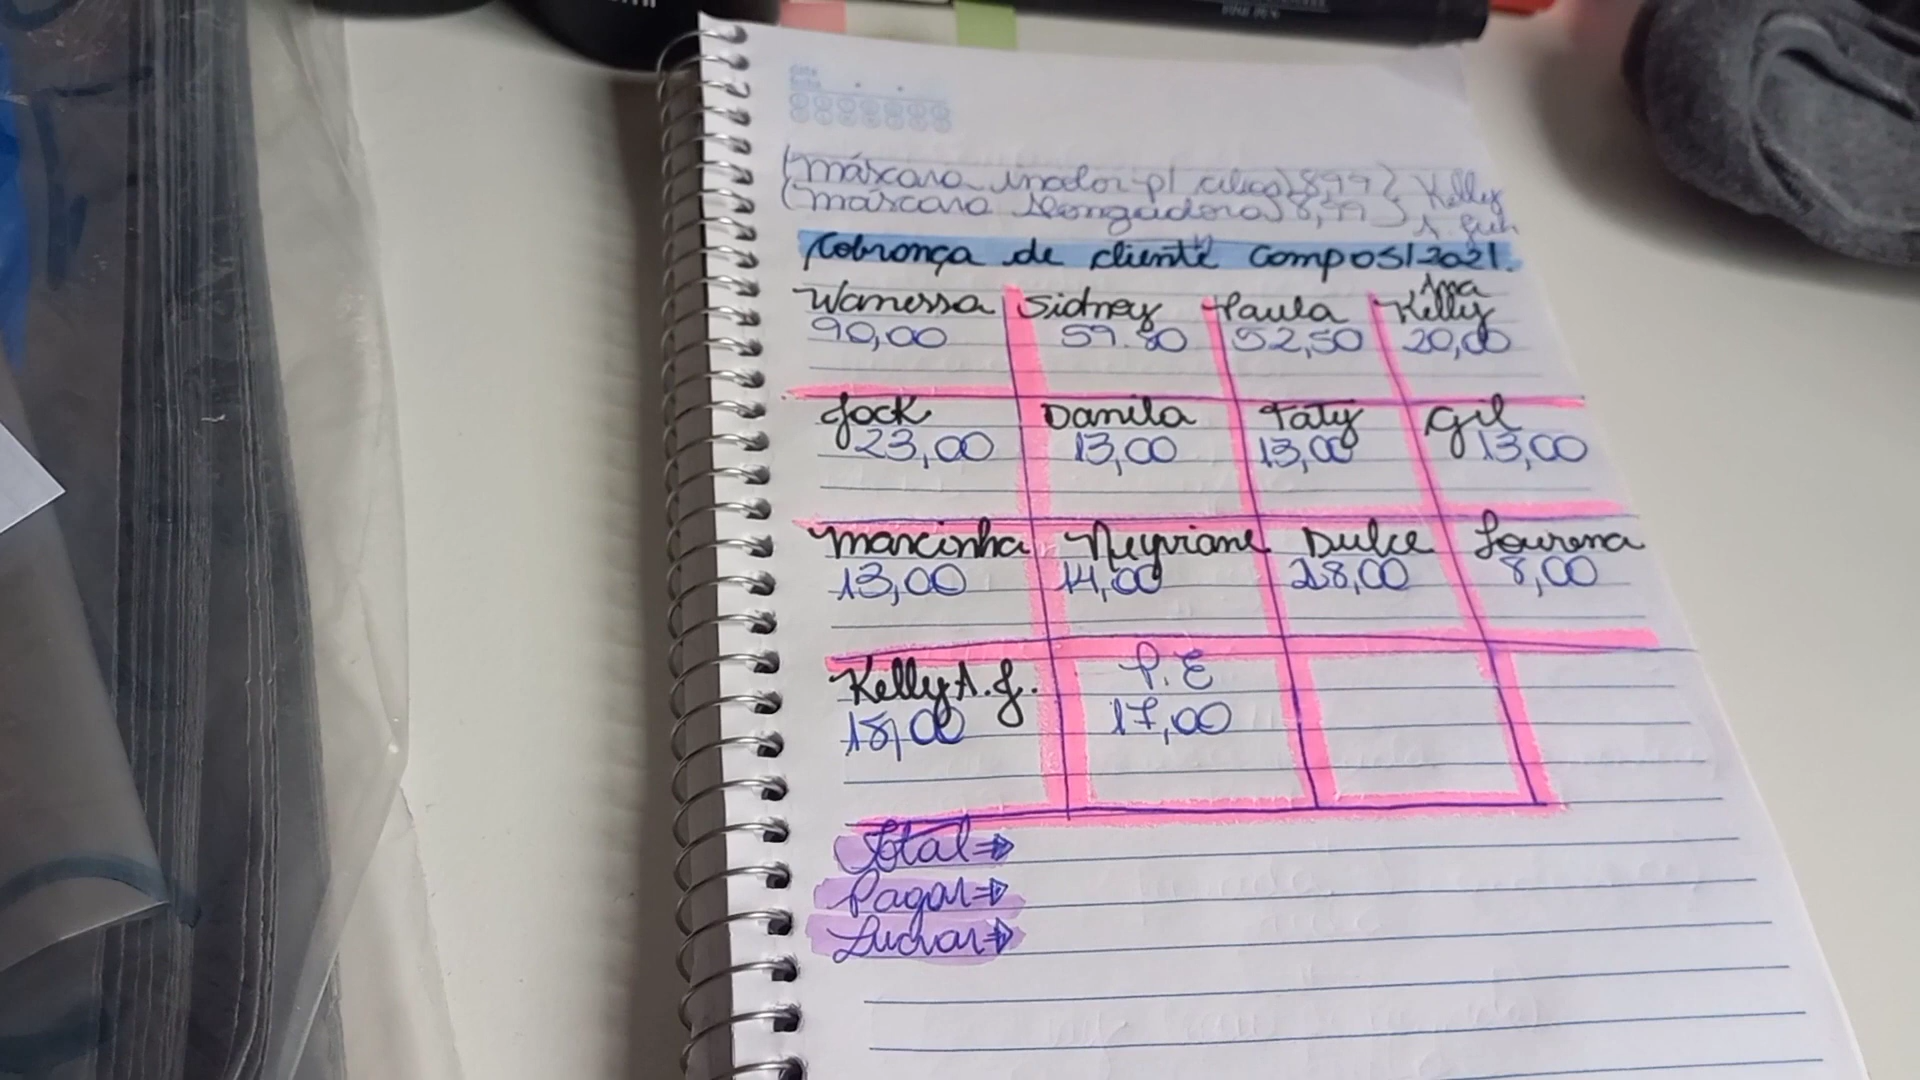 (Máscara incolor p/ cílios) 8,99 } Kelly
(Máscara Alongadora) 8,99
Cobrança de cliente Camp05/2021.
Wanessa Sidney Paula Ana Kelly
90,00 59.80 52,50 20,00
Jack Danila Taty Gil
23,00 13,00 13,00 13,00
Marcinha Neyviane Dulce Lourena
13,00 14,00 28,00 8,00
Kelly A.J. P.E
18,00 17,00
Total⇒
Pagar⇒
Lucrar⇒